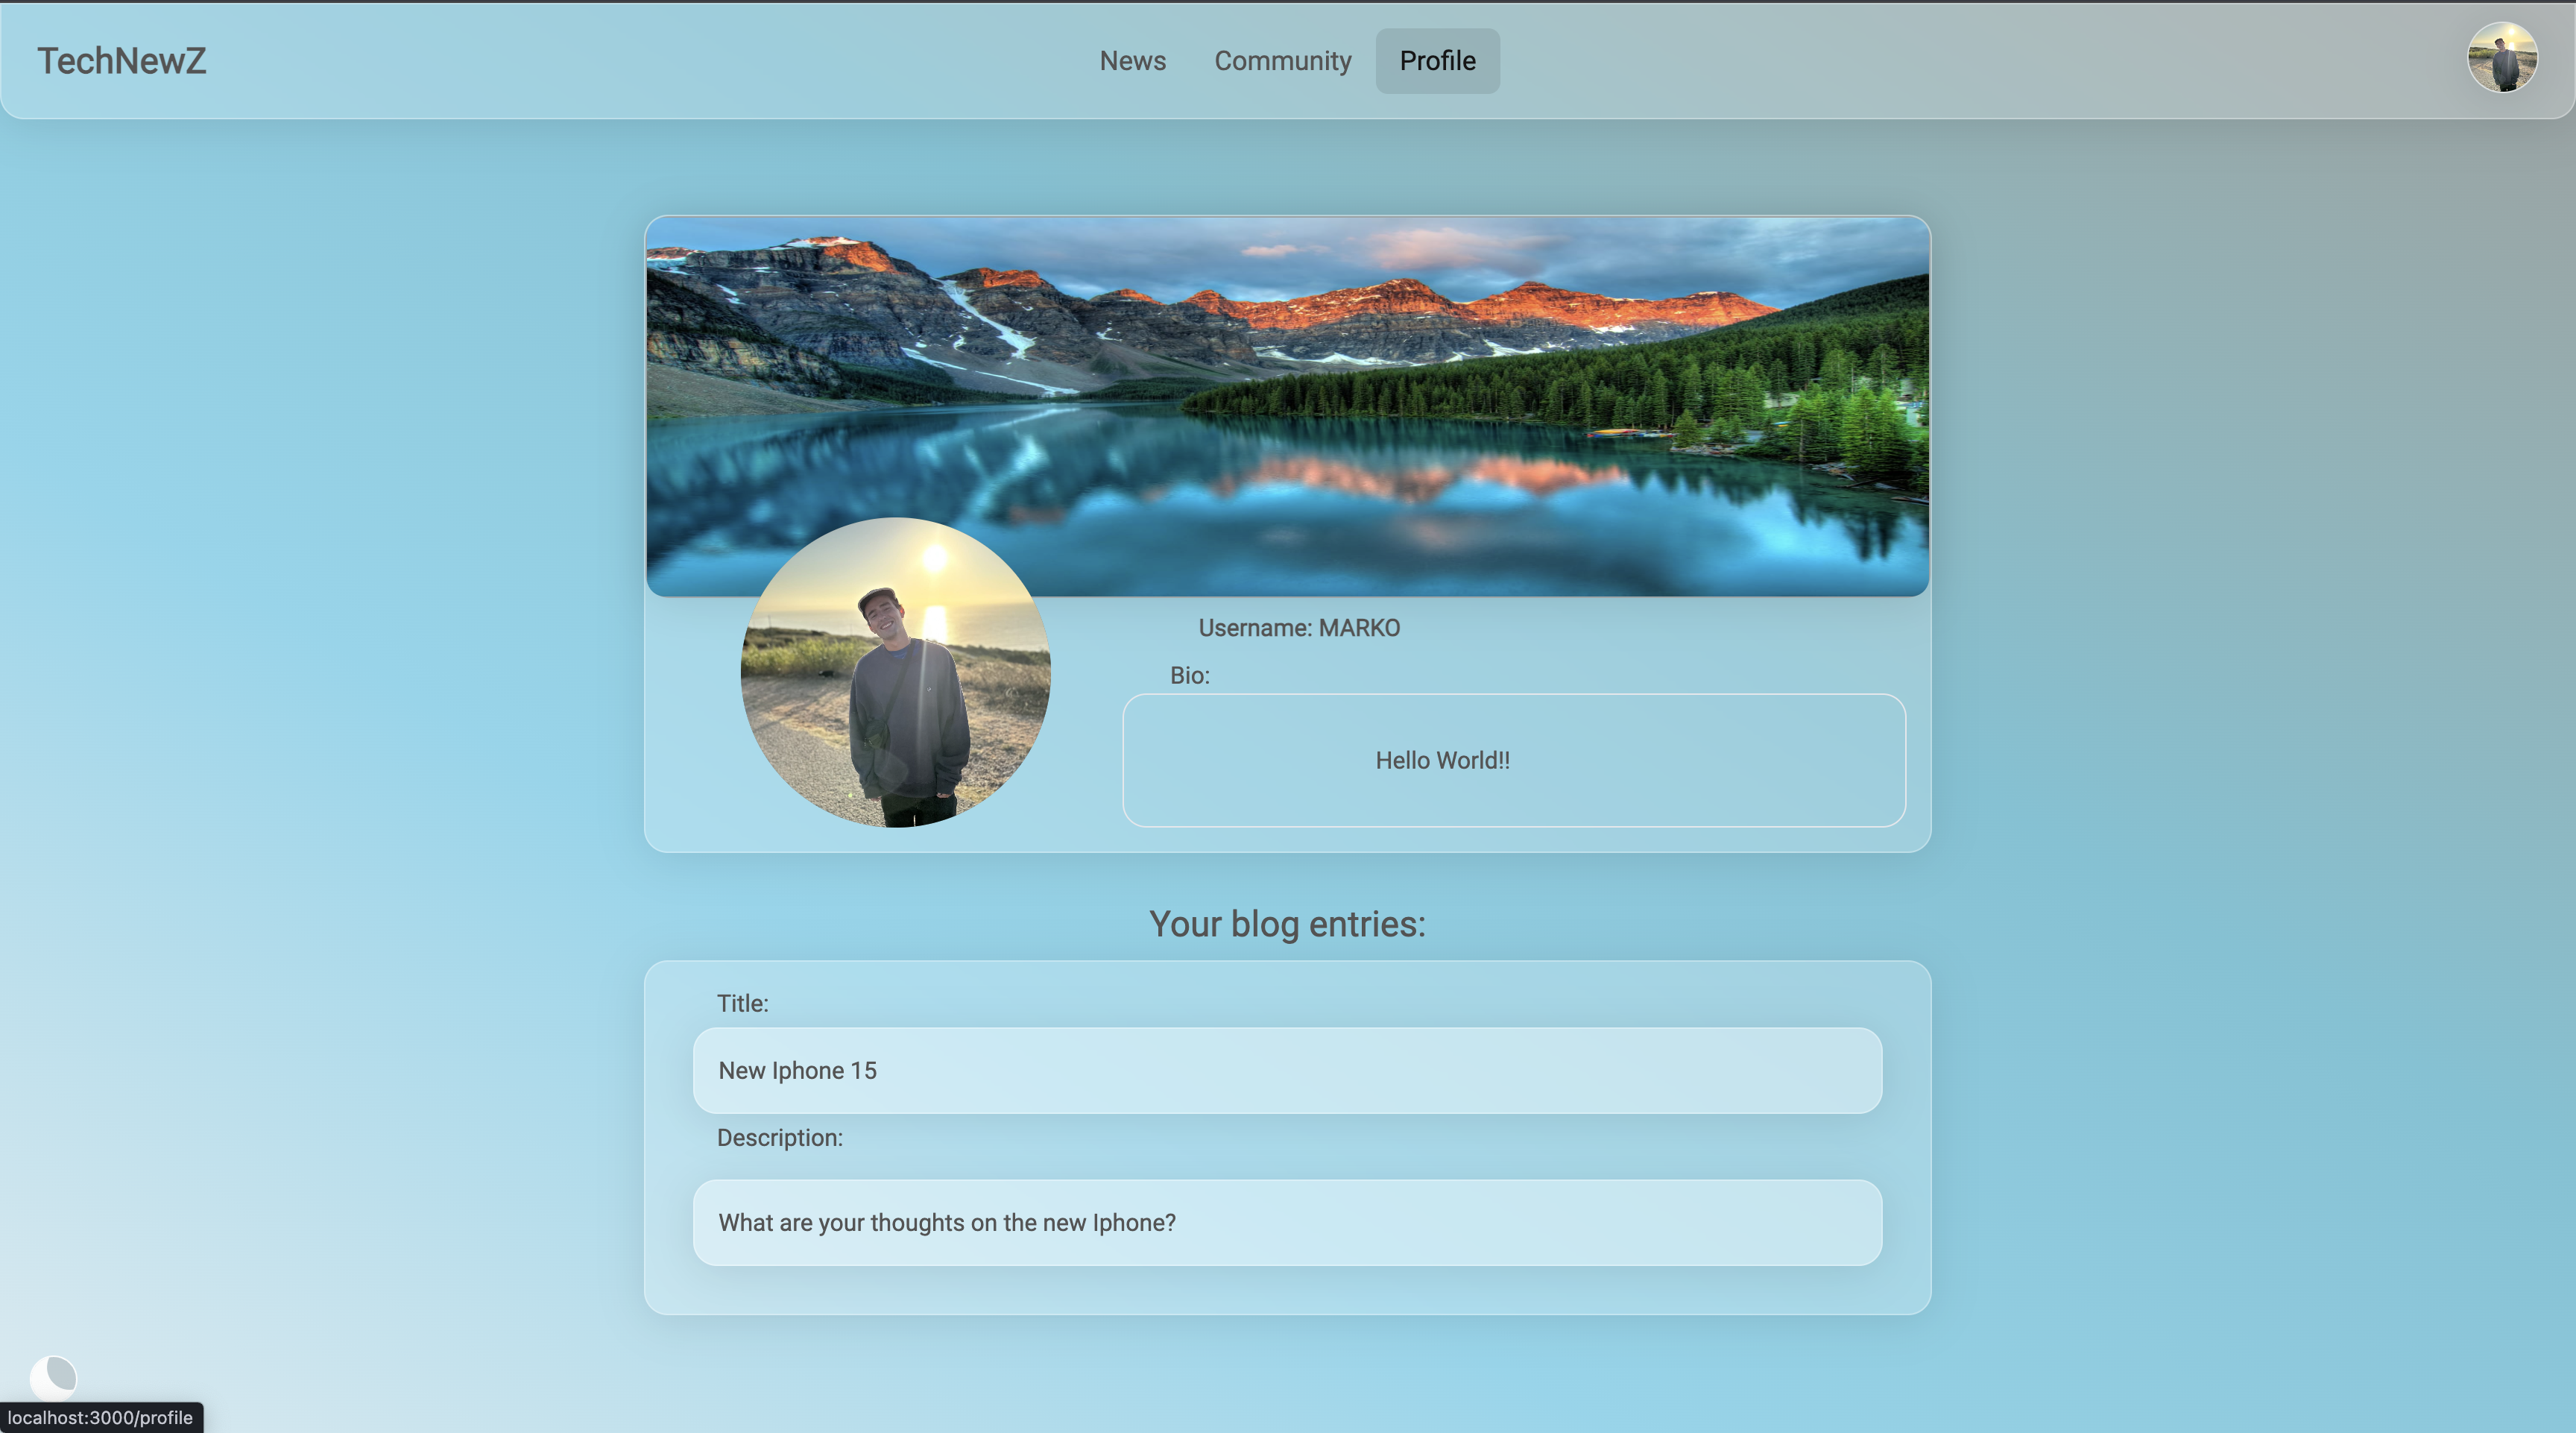 TechNewZ
News Community Profile
Username: MARKO
Bio:
Hello World!!
Your blog entries:
Title:
New Iphone 15
Description:
What are your thoughts on the new Iphone?
localhost:3000/profile